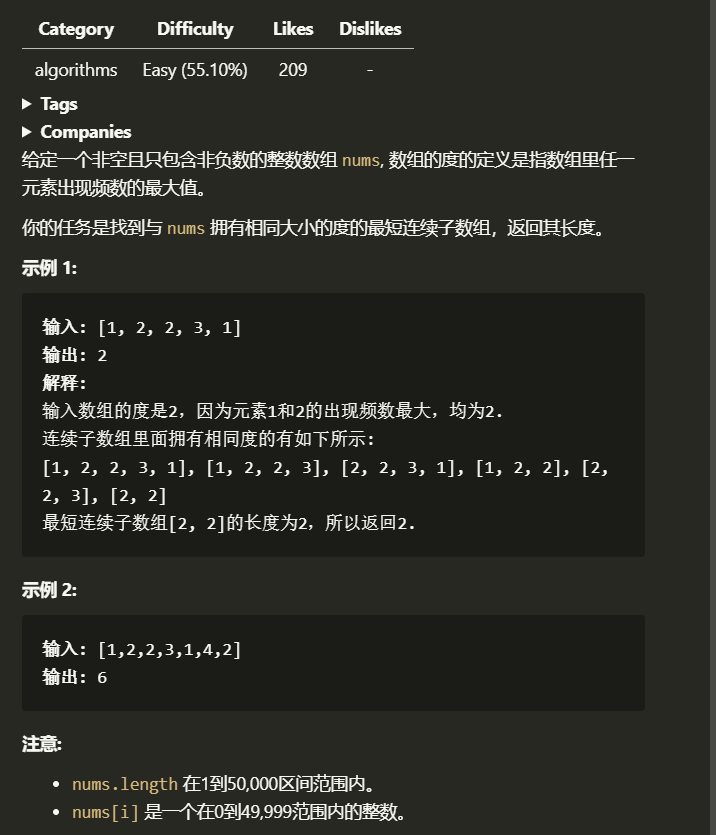 Category Difficulty Likes Dislikes
algorithms Easy (55.10%) 209 -
Tags
Companies
给定一个非空且只包含非负数的整数数组 nums, 数组的度的定义是指数组里任一
元素出现频数的最大值。
你的任务是找到与 nums 拥有相同大小的度的最短连续子数组，返回其长度。
示例 1:
输入: [1, 2, 2, 3, 1]
输出: 2
解释:
输入数组的度是2，因为元素1和2的出现频数最大，均为2.
连续子数组里面拥有相同度的有如下所示:
[1, 2, 2, 3, 1], [1, 2, 2, 3], [2, 2, 3, 1], [1, 2, 2], [2,
2, 3], [2, 2]
最短连续子数组[2, 2]的长度为2，所以返回2.
示例 2:
输入: [1,2,2,3,1,4,2]
输出: 6
注意:
nums.length 在1到50,000区间范围内。
nums[i] 是一个在0到49,999范围内的整数。